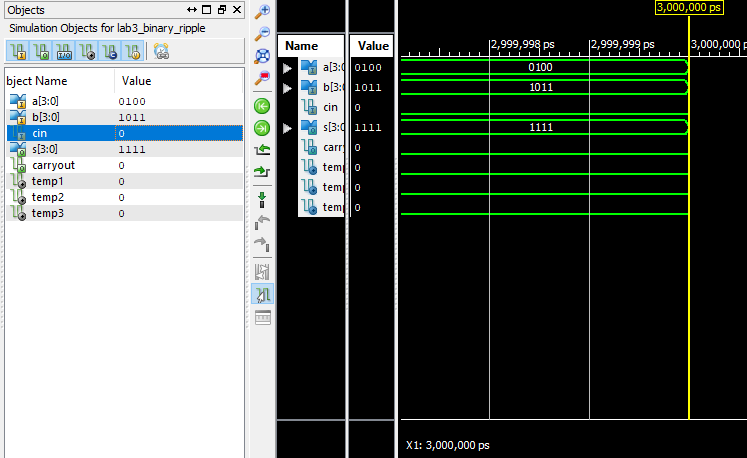 Objects
Simulation Objects for lab3_binary_ripple
bject Name Value
a[3:0] 0100
b[3:0] 1011
cin 0
s[3:0] 1111
carryout 0
temp1 0
temp2 0
temp3 0
Name Value
a[3:0 0100
b[3:0 1011
cin 0
s[3:0 1111
carry 0
temp 0
temp 0
temp 0
3,000,000 ps
2,999,998 ps 2,999,999 ps 3,000,000 ps
0100
1011
1111
X1: 3,000,000 ps